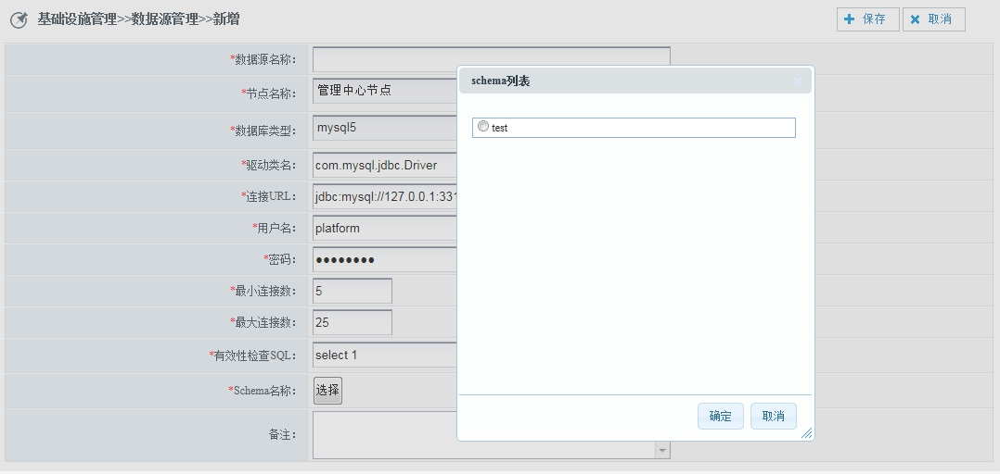 基础设施管理>>数据源管理>>新增
保存 取消
*数据源名称：
*节点名称： 管理中心节点
*数据库类型： mysql5
*驱动类名： com.mysql.jdbc.Driver
*连接URL： jdbc:mysql://127.0.0.1:331
*用户名： platform
*密码： ●●●●●●●●
*最小连接数： 5
*最大连接数： 25
*有效性检查SQL： select 1
*Schema名称： 选择
备注：
schema列表
test
确定 取消